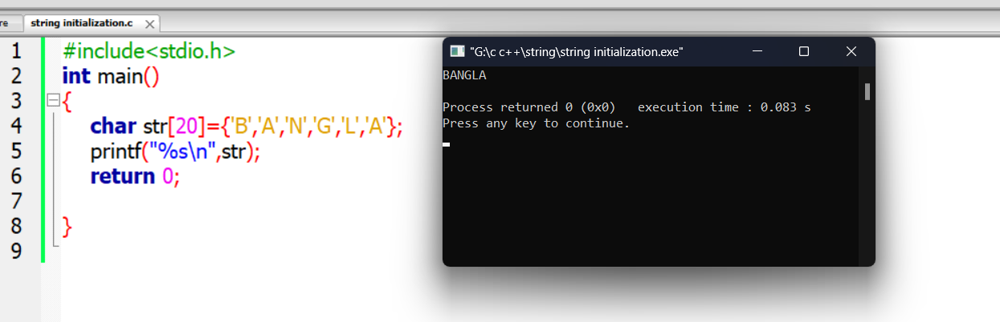 re
string initialization.c
1 #include<stdio.h>
2 int main()
3 {
4 char str[20]={'B','A','N','G','L','A'};
5 printf("%s\n",str);
6 return 0;
7
8 }
9
"G:\c c++\string\string initialization.exe"
BANGLA
Process returned 0 (0x0)   execution time : 0.083 s
Press any key to continue.